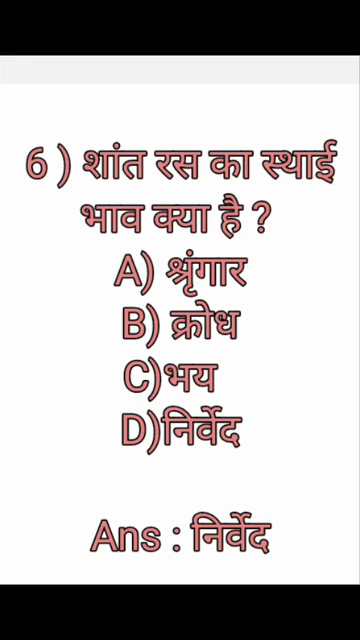 6 ) शांत रस का स्थाई
भाव क्या है ?
A) श्रृंगार
B) क्रोध
C)भय
D)निर्वेद
Ans : निर्वेद